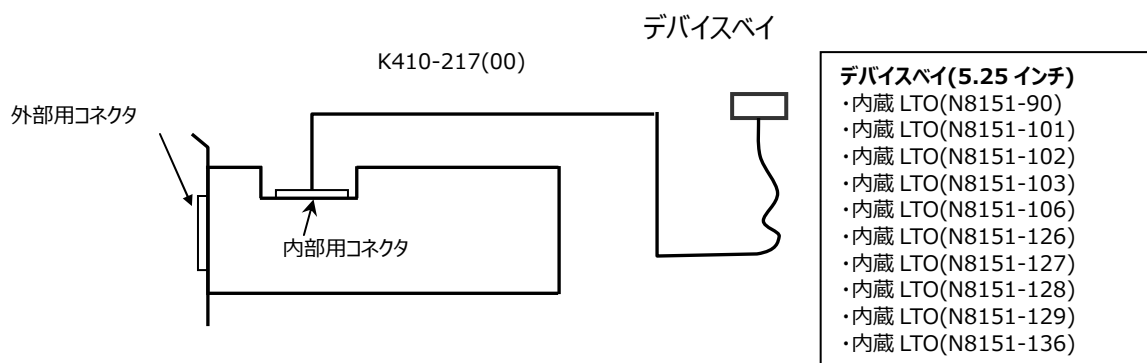 デバイスベイ
K410-217(00)
外部用コネクタ
内部用コネクタ
デバイスベイ(5.25 インチ)
・内蔵 LTO(N8151-90)
・内蔵 LTO(N8151-101)
・内蔵 LTO(N8151-102)
・内蔵 LTO(N8151-103)
・内蔵 LTO(N8151-106)
・内蔵 LTO(N8151-126)
・内蔵 LTO(N8151-127)
・内蔵 LTO(N8151-128)
・内蔵 LTO(N8151-129)
・内蔵 LTO(N8151-136)